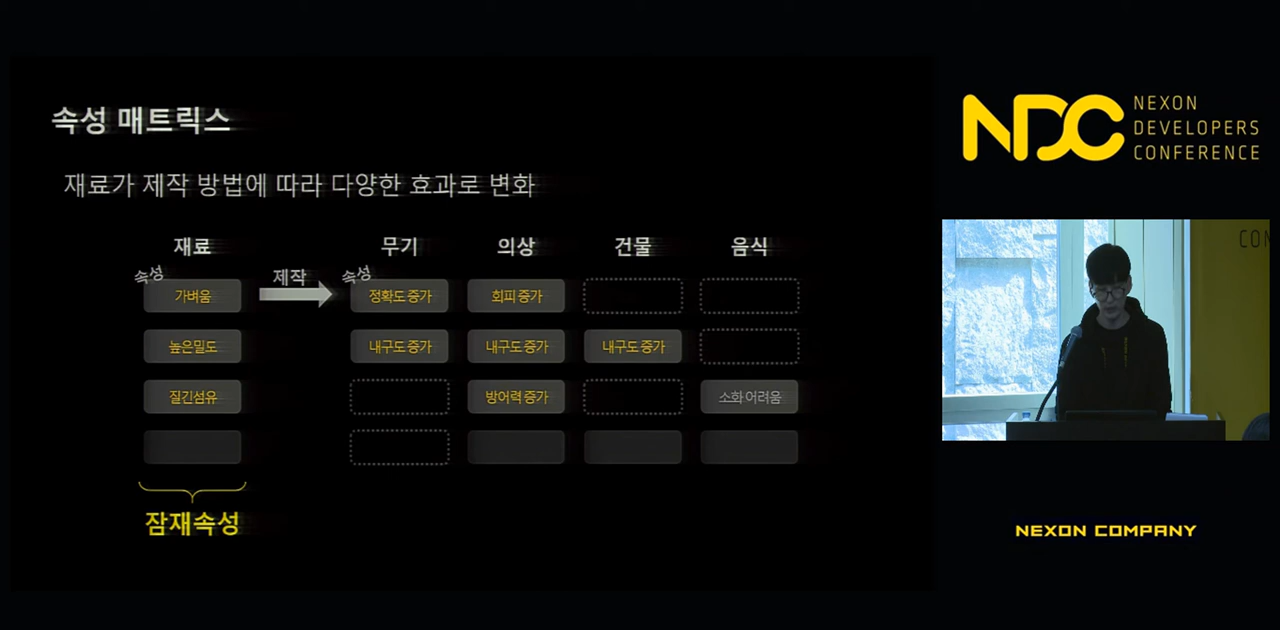 속성 매트릭스
재료가 제작 방법에 따라 다양한 효과로 변화
재료 무기 의상 건물 음식
속성 제작 속성
가벼움 정확도 증가 회피 증가
높은밀도 내구도 증가 내구도 증가 내구도 증가
질긴섬유 방어력 증가 소화 어려움
잠재속성
NDC
NEXON
DEVELOPERS
CONFERENCE
CON
NEXON COMPANY